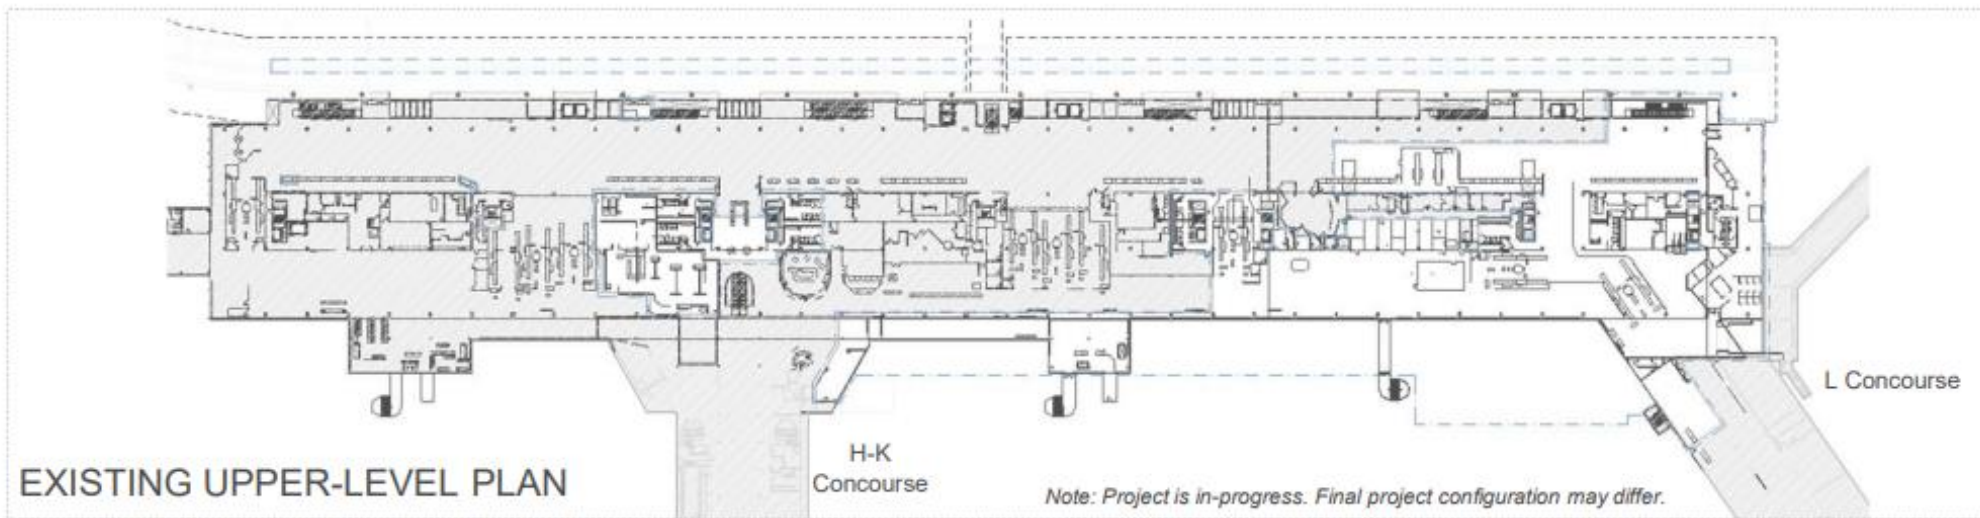 L Concourse
H-K
Concourse
EXISTING UPPER-LEVEL PLAN
Note: Project is in-progress. Final project configuration may differ.